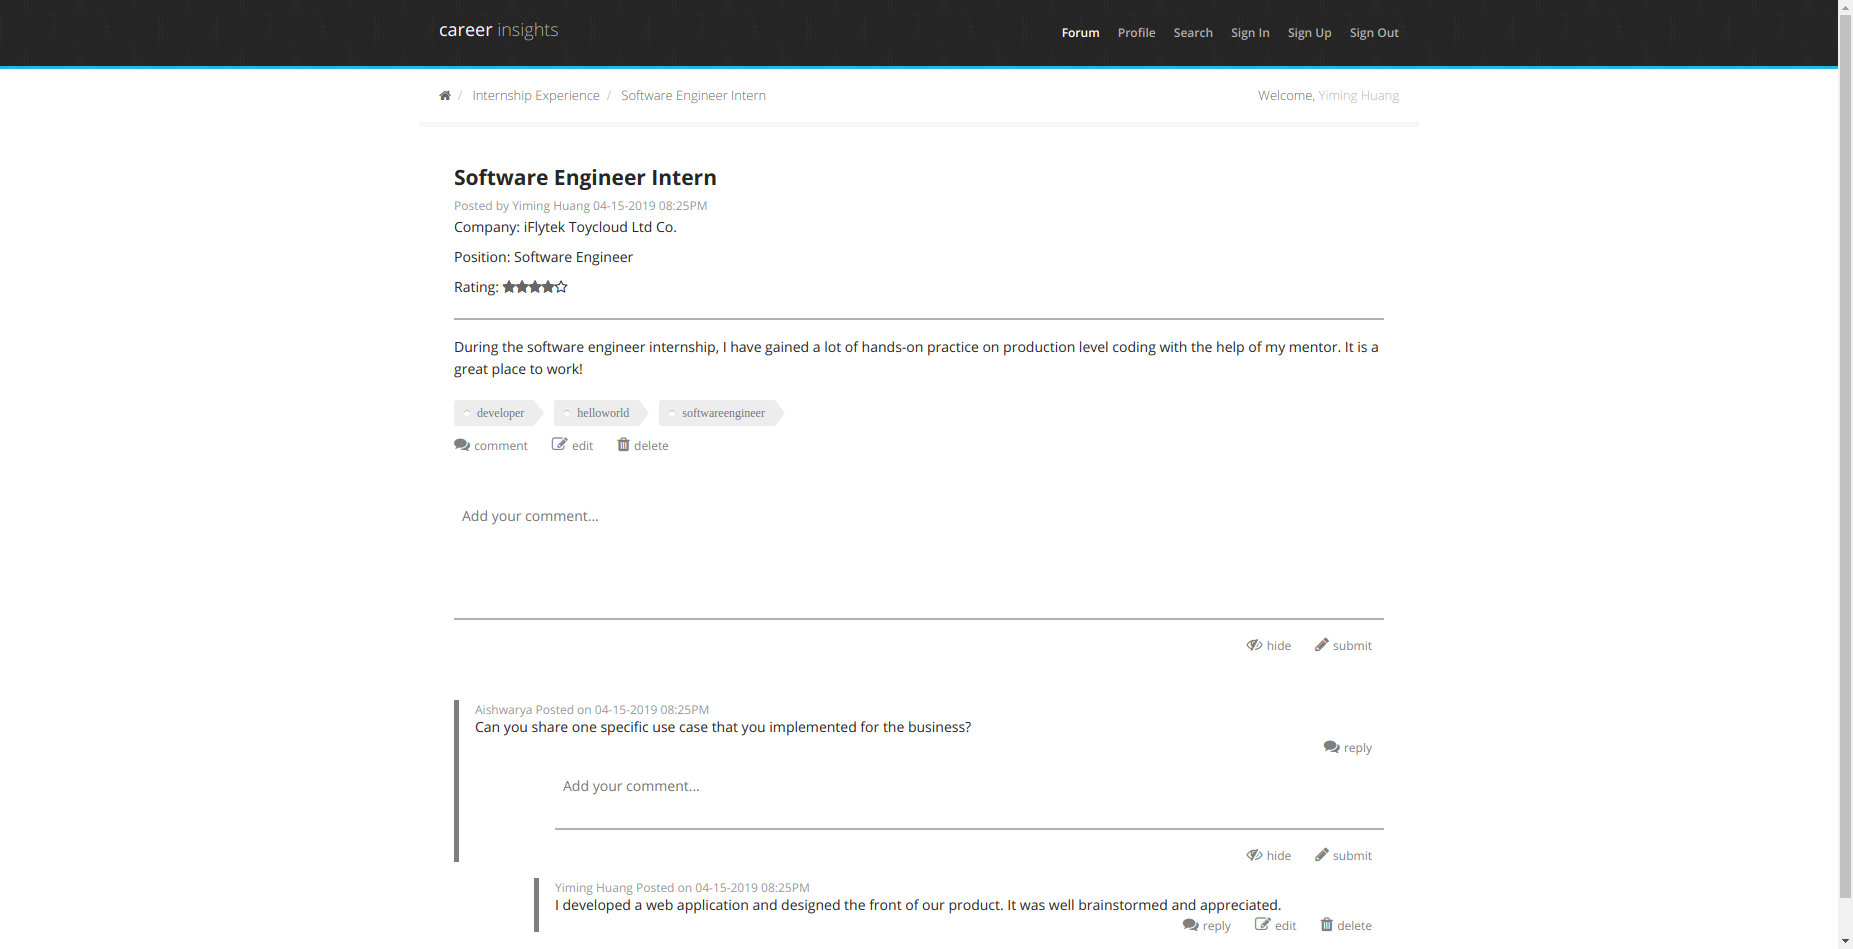 career insights
Forum Profile Search Sign In Sign Up Sign Out
/ Internship Experience / Software Engineer Intern
Welcome, Yiming Huang
Software Engineer Intern
Posted by Yiming Huang 04-15-2019 08:25PM
Company: iFlytek Toycloud Ltd Co.
Position: Software Engineer
Rating:
During the software engineer internship, I have gained a lot of hands-on practice on production level coding with the help of my mentor. It is a
great place to work!
developer helloworld softwareengineer
comment edit delete
Add your comment...
hide submit
Aishwarya Posted on 04-15-2019 08:25PM
Can you share one specific use case that you implemented for the business?
reply
Add your comment...
hide submit
Yiming Huang Posted on 04-15-2019 08:25PM
I developed a web application and designed the front of our product. It was well brainstormed and appreciated.
reply edit delete